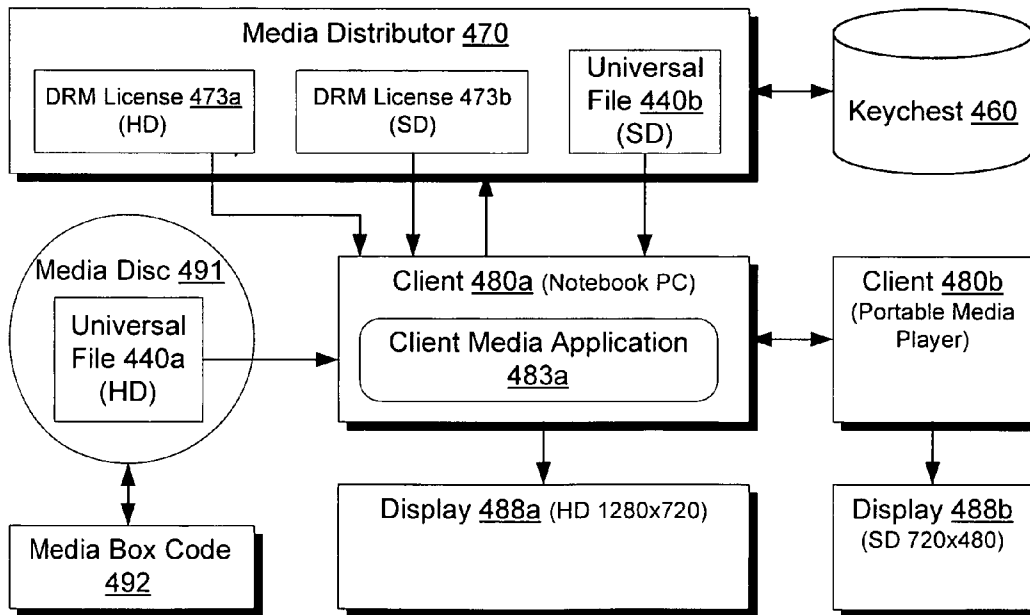 Media Distributor 470
DRM License 473a
(HD)
DRM License 473b
(SD)
Universal
File 440b
(SD)
Keychest 460
Media Disc 491
Universal
File 440a
(HD)
Client 480a (Notebook PC)
Client Media Application
483a
Client 480b
(Portable Media
Player)
Media Box Code
492
Display 488a (HD 1280x720)
Display 488b
(SD 720x480)